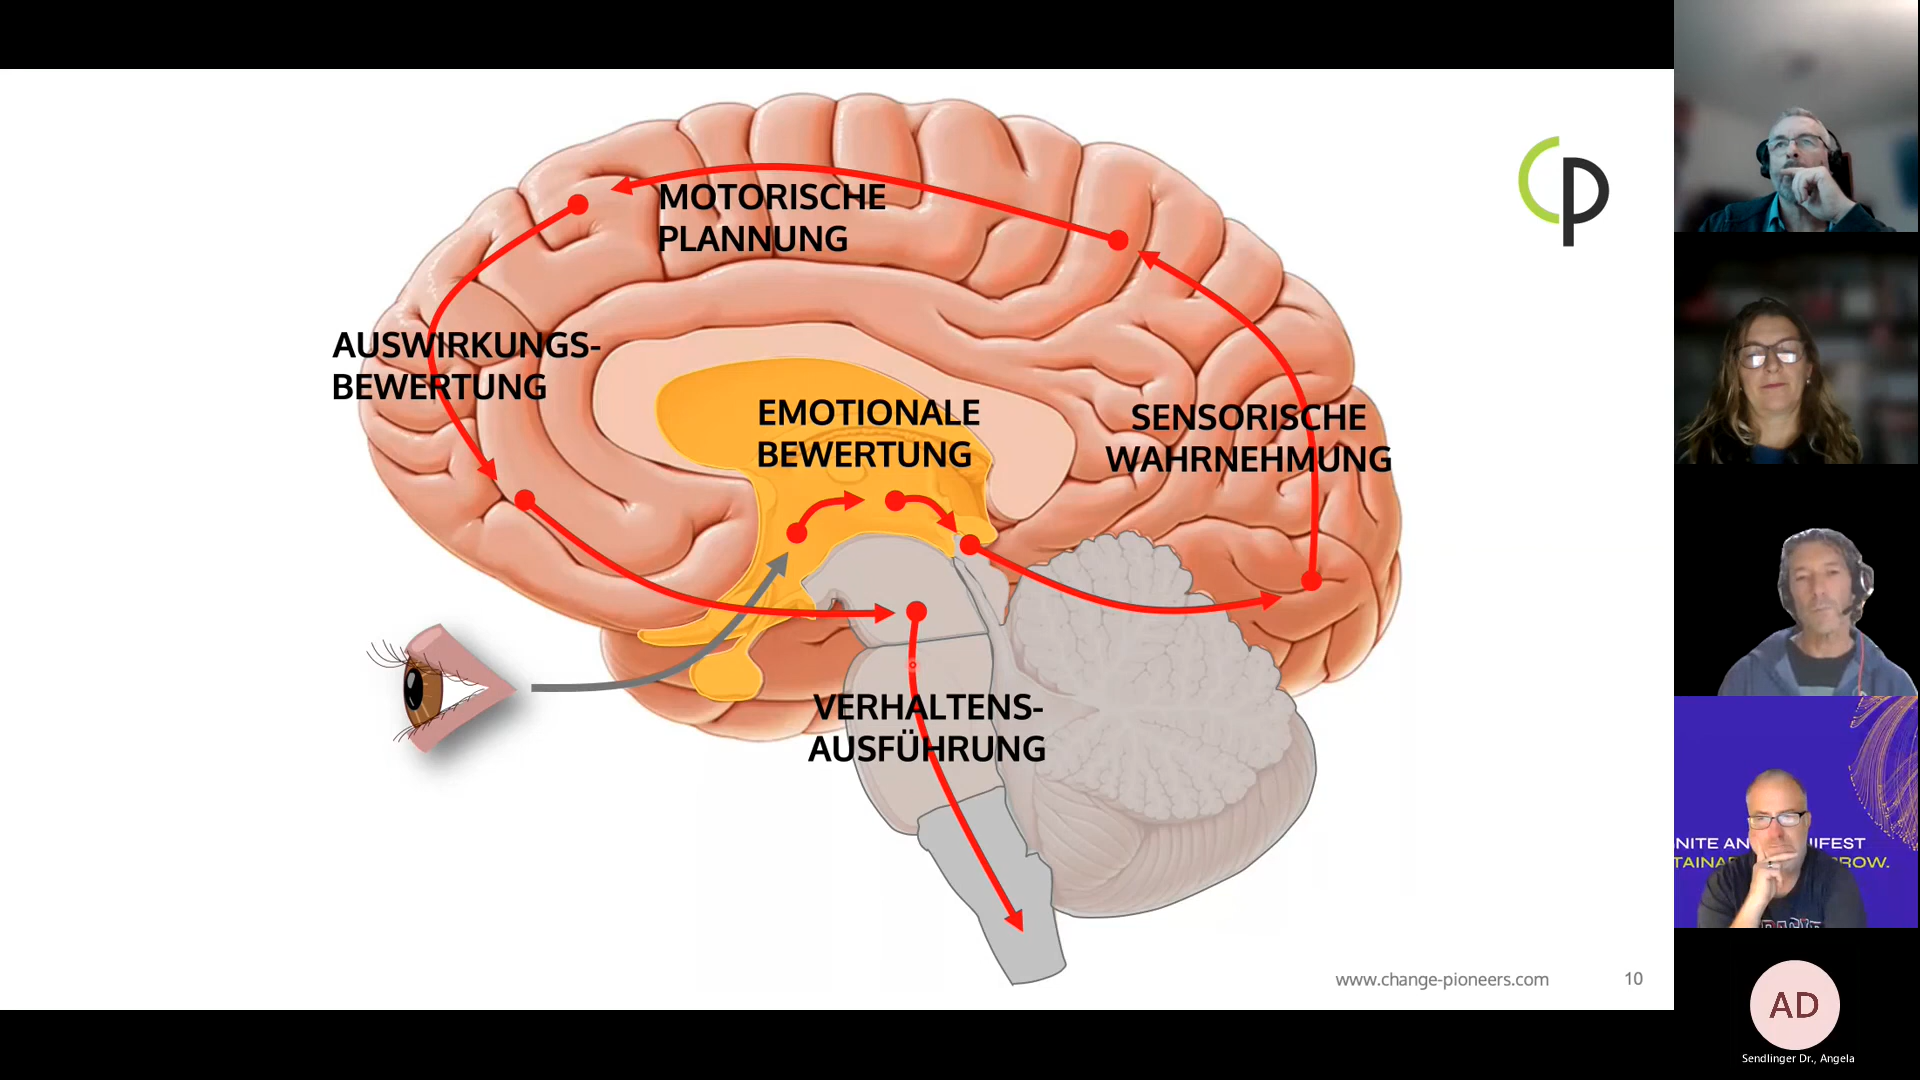 MOTORISCHE
PLANNUNG
AUSWIRKUNGS-
BEWERTUNG
EMOTIONALE
BEWERTUNG
SENSORISCHE
WAHRNEHMUNG
VERHALTENS-
AUSFÜHRUNG
cp
www.change-pioneers.com
10
AD
Sendlinger Dr., Angela